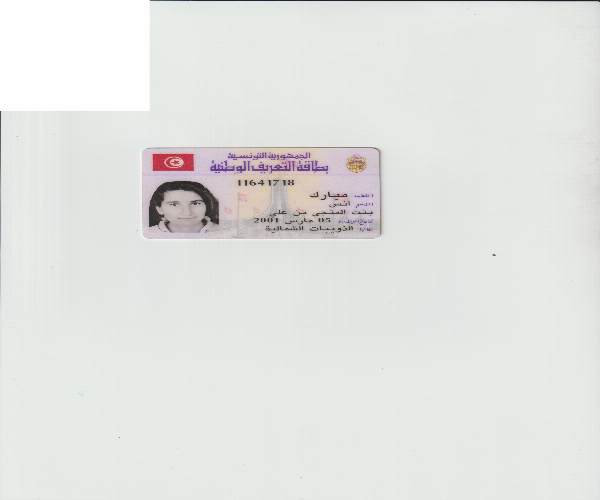 الجمهورية التونسية
بطاقة التعريف الوطنية
11641718
اللقب مبارك
الاسم أنس
بنت المنجي بن علي
تاريخ الولادة 05 مارس 2001
مكانها الذويبات الشمالية